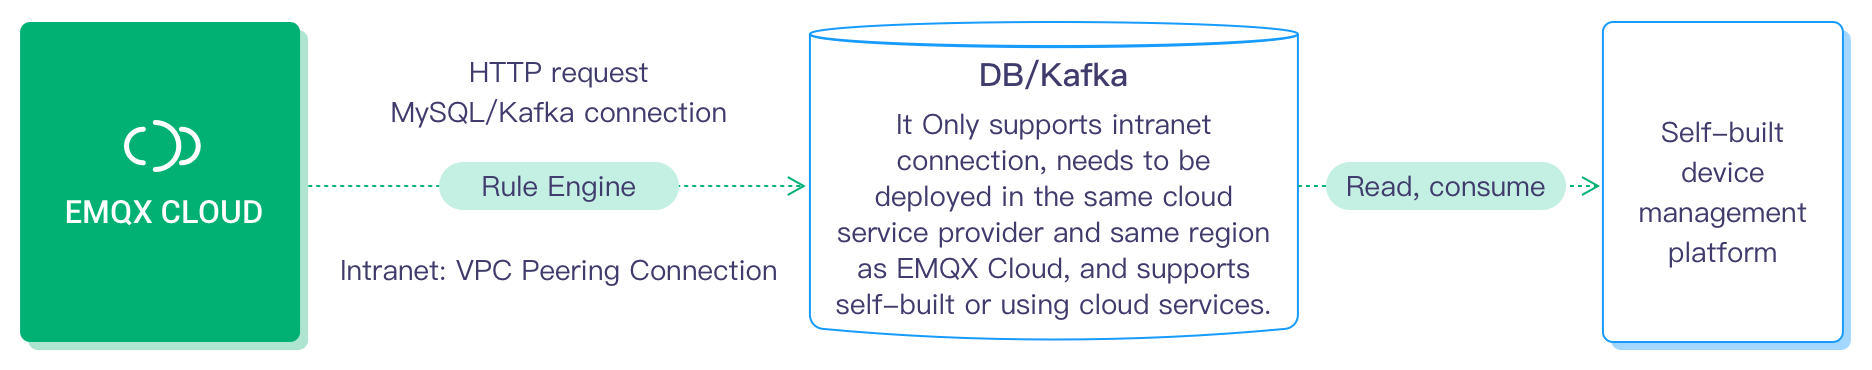 EMQX CLOUD
HTTP request
MySQL/Kafka connection
Rule Engine
Intranet: VPC Peering Connection
DB/Kafka
It Only supports intranet
connection, needs to be
deployed in the same cloud
service provider and same region
as EMQX Cloud, and supports
self-built or using cloud services.
Read, consume
Self-built
device
management
platform